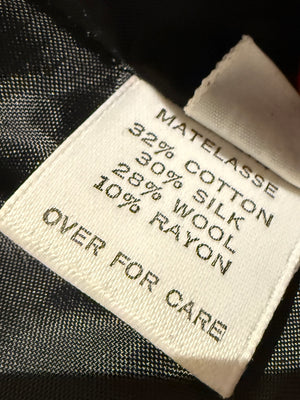 MATELASSE
32% COTTON
30% SILK
28% WOOL
10% RAYON
OVER FOR CARE